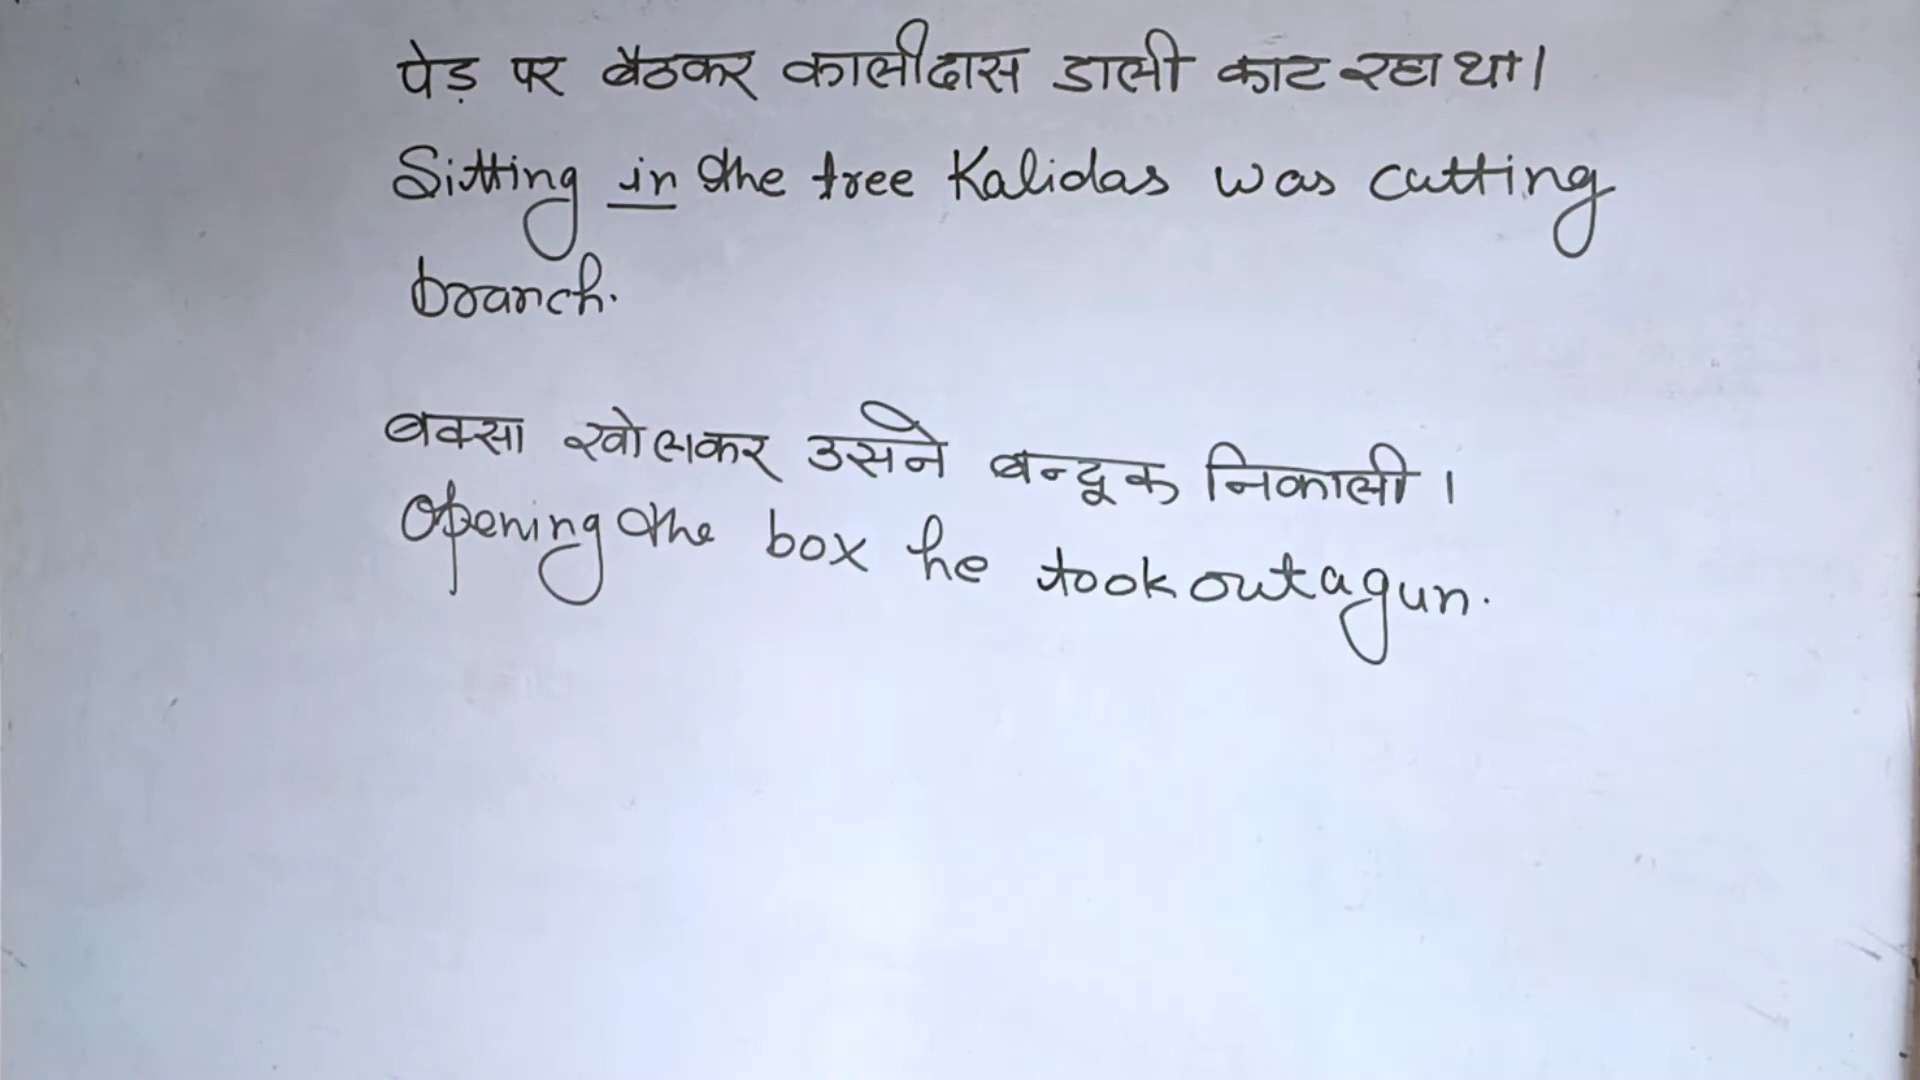 पेड़ पर बैठकर कालीदास डाली काट रहा था।
Sitting in the tree Kalidas was cutting
branch.
बक्सा खोलकर उसने बन्दूक निकाली ।
Opening the box he took out a gun.